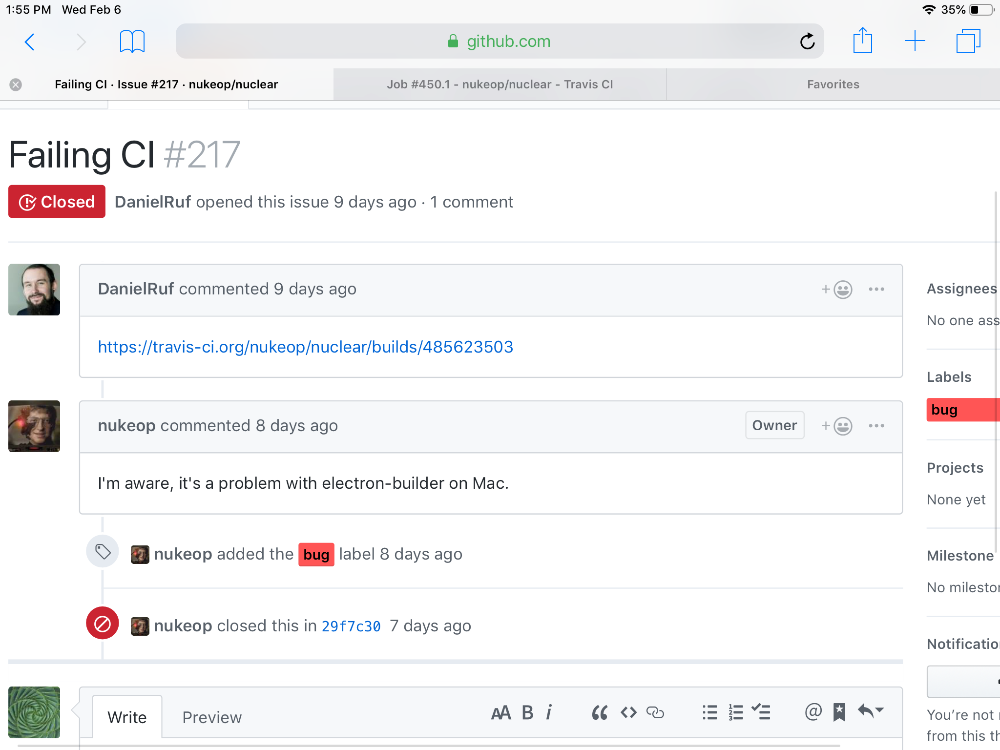 1:55 PM Wed Feb 6
35%
github.com
Failing CI · Issue #217 · nukeop/nuclear
Job #450.1 - nukeop/nuclear - Travis CI
Favorites
Failing CI #217
Closed DanielRuf opened this issue 9 days ago · 1 comment
DanielRuf commented 9 days ago
https://travis-ci.org/nukeop/nuclear/builds/485623503
nukeop commented 8 days ago
Owner
I'm aware, it's a problem with electron-builder on Mac.
nukeop added the bug label 8 days ago
nukeop closed this in 29f7c30 7 days ago
Write
Preview
AA B i
@
Assignees
No one ass
Labels
bug
Projects
None yet
Milestone
No milesto
Notificatio
You're not
from this th